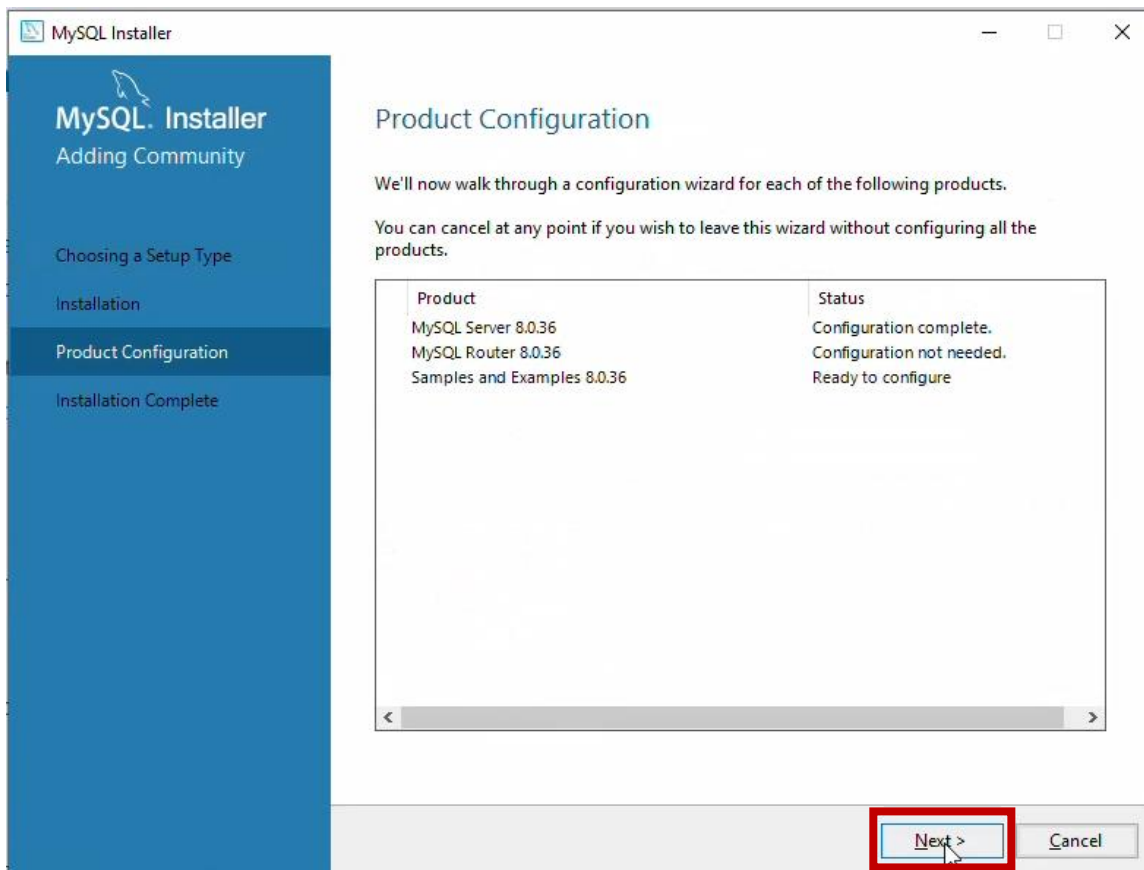 MySQL Installer
MySQL. Installer
Adding Community
Choosing a Setup Type
Installation
Product Configuration
Installation Complete
Product Configuration
We'll now walk through a configuration wizard for each of the following products.
You can cancel at any point if you wish to leave this wizard without configuring all the
products.
Product Status
MySQL Server 8.0.36 Configuration complete.
MySQL Router 8.0.36 Configuration not needed.
Samples and Examples 8.0.36 Ready to configure
Next > Cancel